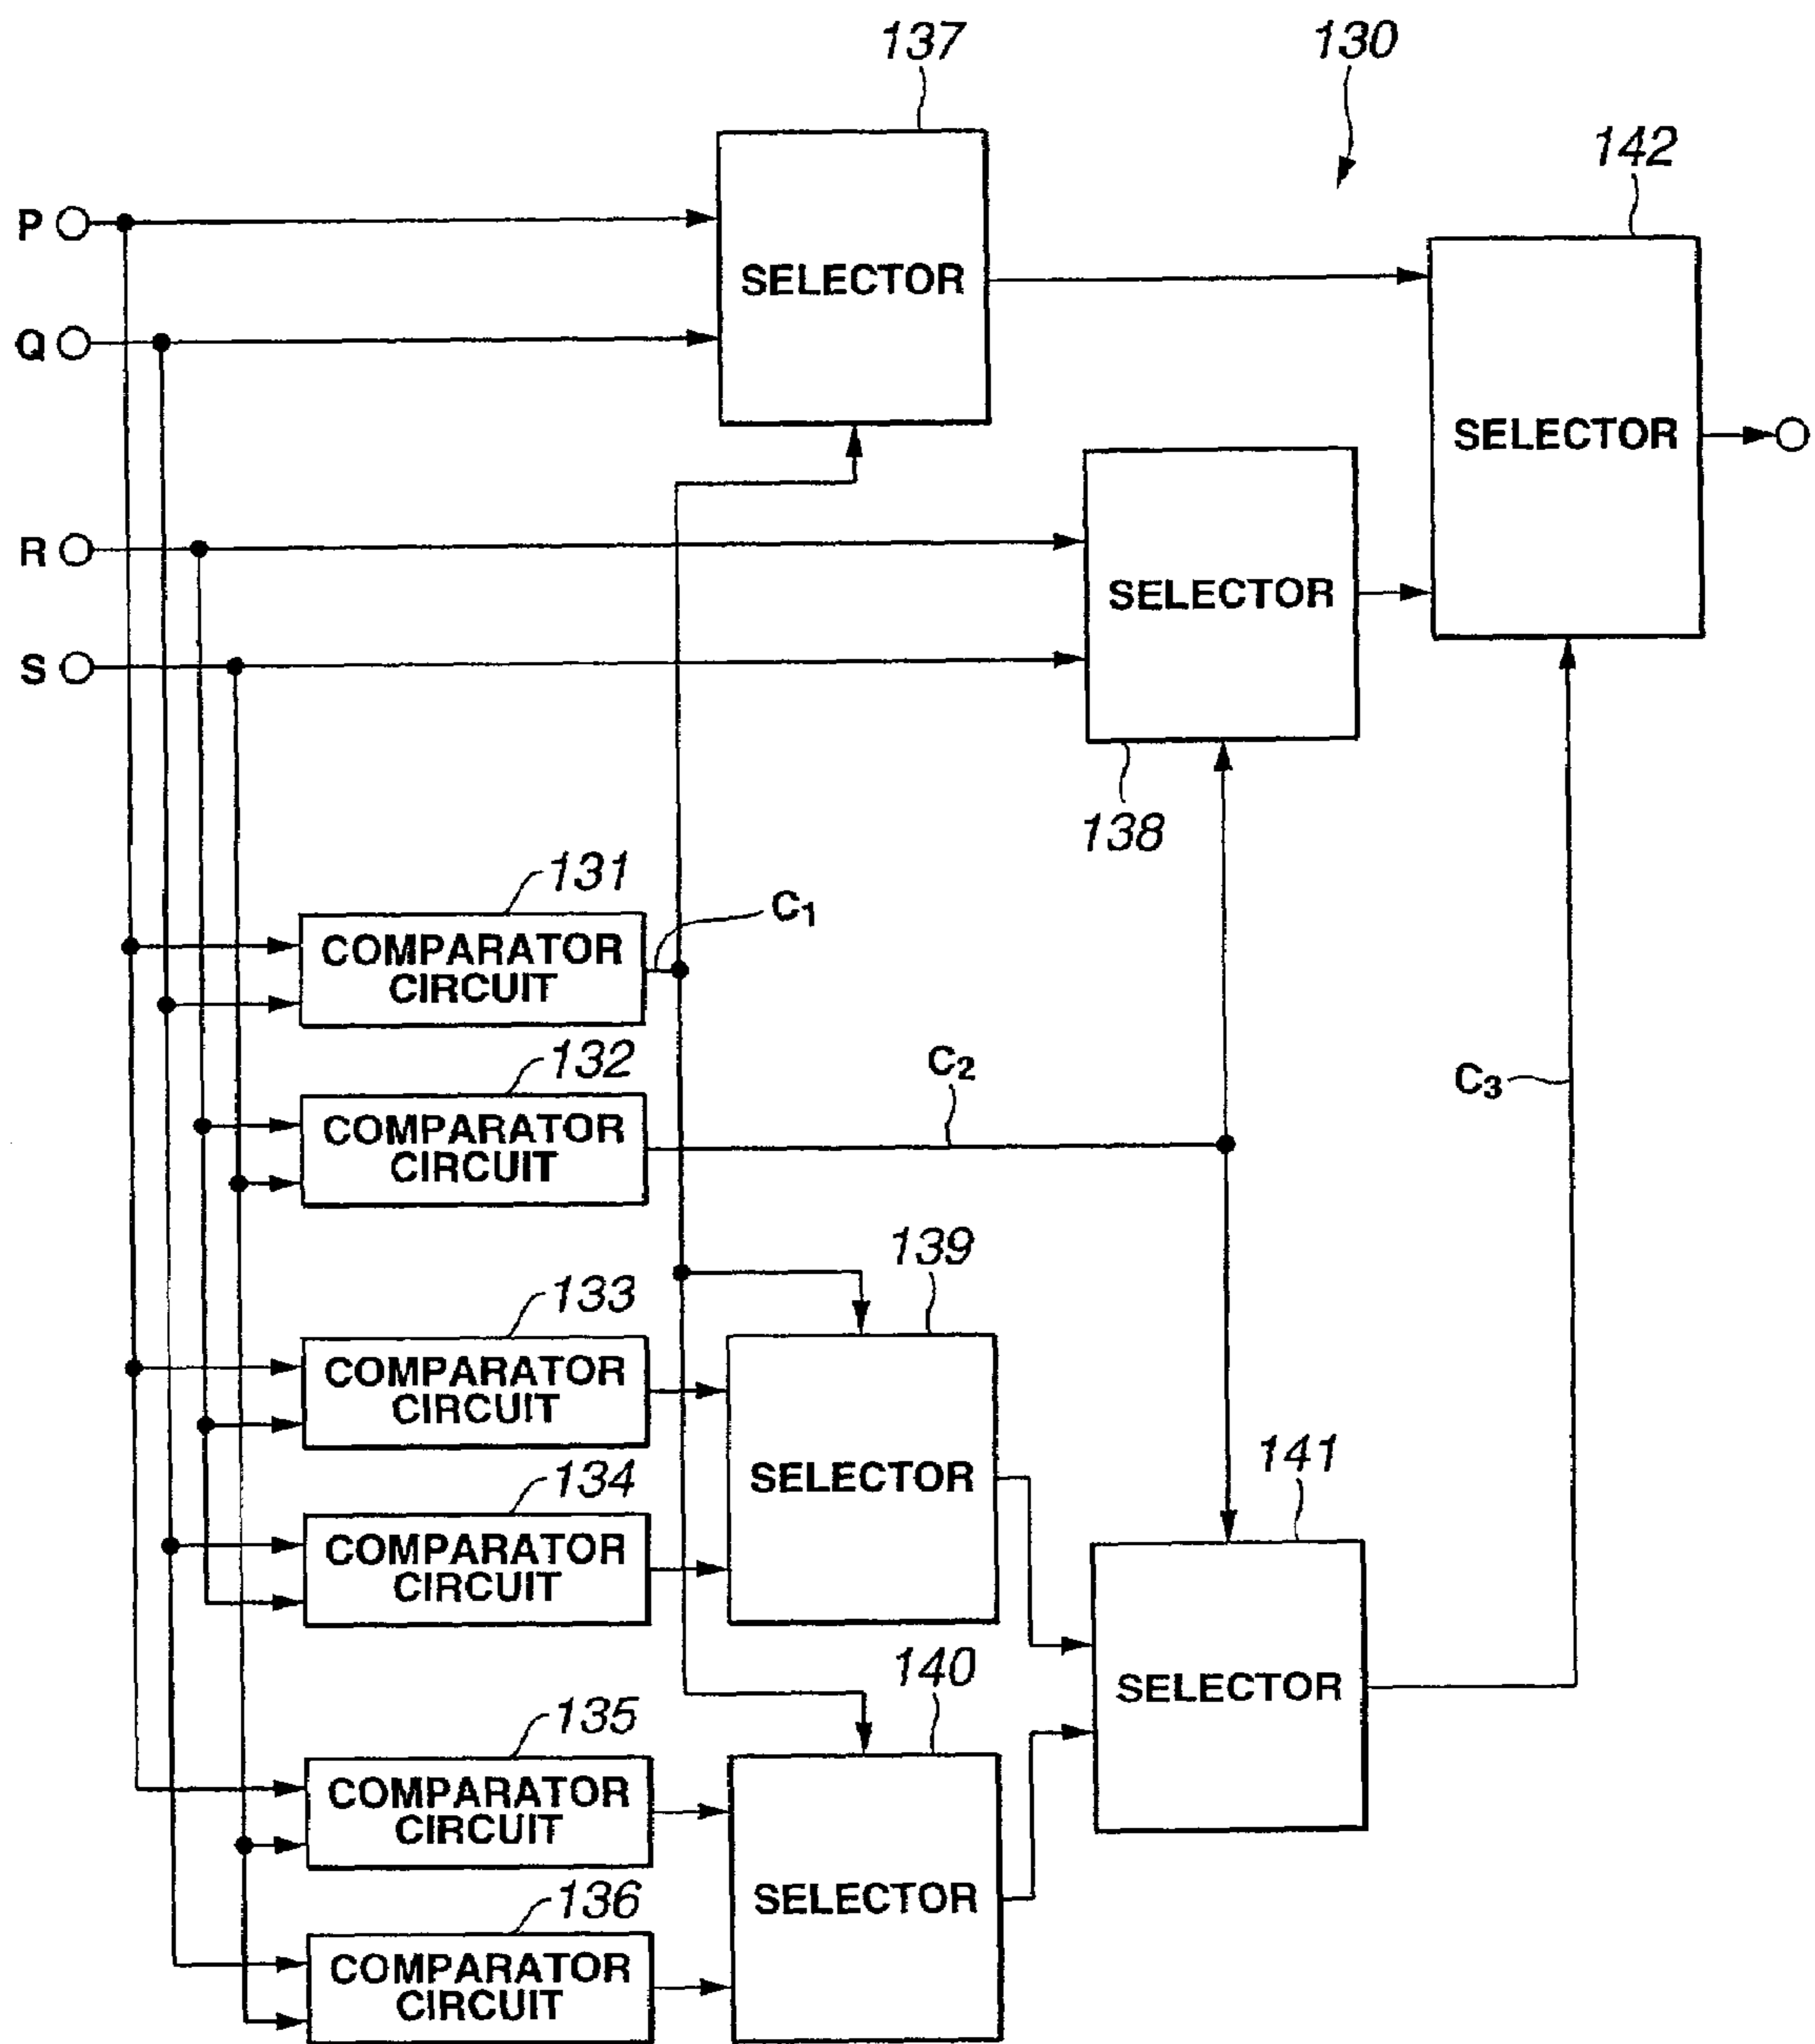 137
130
142
P
SELECTOR
Q
SELECTOR
R
SELECTOR
S
138
131
C₁
COMPARATOR
CIRCUIT
132
C₂
C₃
COMPARATOR
CIRCUIT
139
133
COMPARATOR
CIRCUIT
141
134
SELECTOR
COMPARATOR
CIRCUIT
140
135
SELECTOR
COMPARATOR
CIRCUIT
136
SELECTOR
COMPARATOR
CIRCUIT